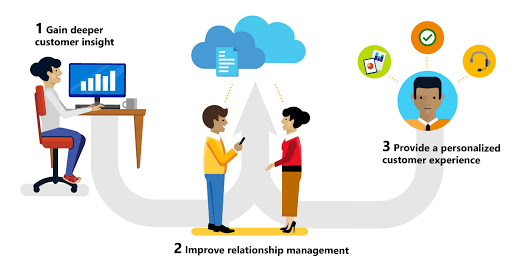 1 Gain deeper
customer insight
2 Improve relationship management
3 Provide a personalized
customer experience